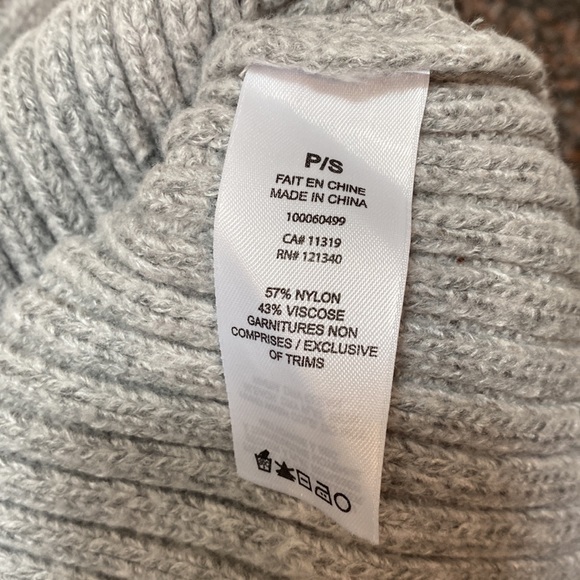 P/S
FAIT EN CHINE
MADE IN CHINA
100060499
CA# 11319
RN# 121340
57% NYLON
43% VISCOSE
GARNITURES NON
COMPRISES / EXCLUSIVE
OF TRIMS